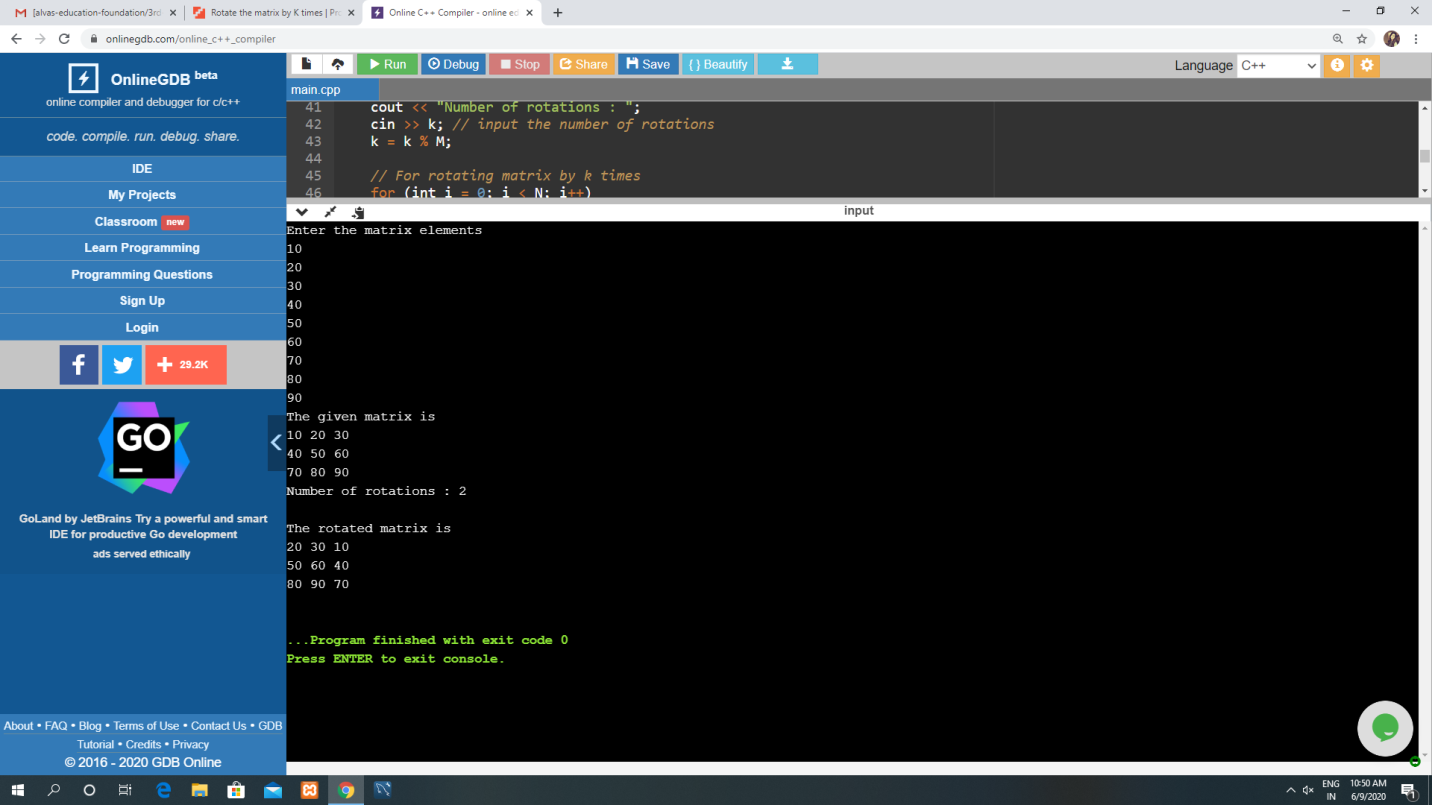 [alvas-education-foundation/3rd
Rotate the matrix by K times | Pr
Online C++ Compiler - online ed
onlinegdb.com/online_c++_compiler
OnlineGDB beta
online compiler and debugger for c/c++
code. compile. run. debug. share.
IDE
My Projects
Classroom new
Learn Programming
Programming Questions
Sign Up
Login
29.2K
GO
GoLand by JetBrains Try a powerful and smart
IDE for productive Go development
ads served ethically
About • FAQ • Blog • Terms of Use • Contact Us • GDB
Tutorial • Credits • Privacy
© 2016 - 2020 GDB Online
Run Debug Stop Share Save { } Beautify
Language C++
main.cpp
41 cout << "Number of rotations : ";
42 cin >> k; // input the number of rotations
43 k = k % M;
44
45 // For rotating matrix by k times
46 for (int i = 0; i < N; i++)
input
Enter the matrix elements
10
20
30
40
50
60
70
80
90
The given matrix is
10 20 30
40 50 60
70 80 90
Number of rotations : 2
The rotated matrix is
20 30 10
50 60 40
80 90 70
...Program finished with exit code 0
Press ENTER to exit console.
ENG
IN
10:50 AM
6/9/2020
1